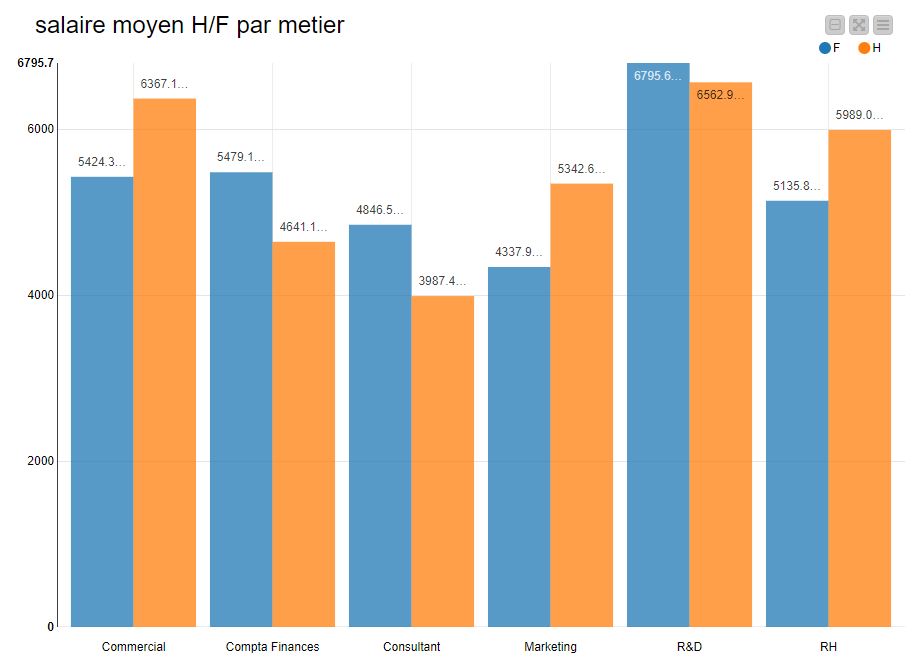 salaire moyen H/F par metier
F H
6795.7
6000
4000
2000
0
5424.3...
6367.1...
5479.1...
4641.1...
4846.5...
3987.4...
4337.9...
5342.6...
6795.6...
6562.9...
5135.8...
5989.0...
Commercial
Compta Finances
Consultant
Marketing
R&D
RH